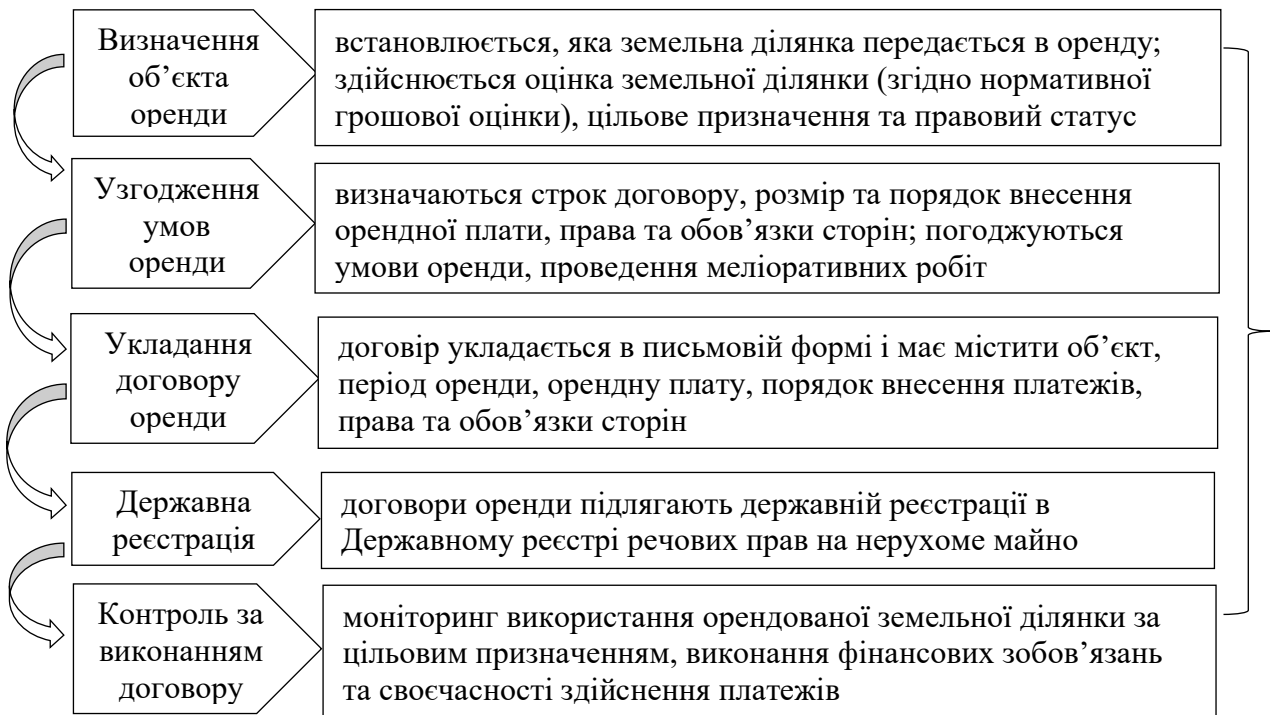 Визначення
об’єкта
оренди
встановлюється, яка земельна ділянка передається в оренду;
здійснюється оцінка земельної ділянки (згідно нормативної
грошової оцінки), цільове призначення та правовий статус
Узгодження
умов
оренди
визначаються строк договору, розмір та порядок внесення
орендної плати, права та обов’язки сторін; погоджуються
умови оренди, проведення меліоративних робіт
Укладання
договору
оренди
договір укладається в письмовій формі і має містити об’єкт,
період оренди, орендну плату, порядок внесення платежів,
права та обов’язки сторін
Державна
реєстрація
договори оренди підлягають державній реєстрації в
Державному реєстрі речових прав на нерухоме майно
Контроль за
виконанням
договору
моніторинг використання орендованої земельної ділянки за
цільовим призначенням, виконання фінансових зобов’язань
та своєчасності здійснення платежів